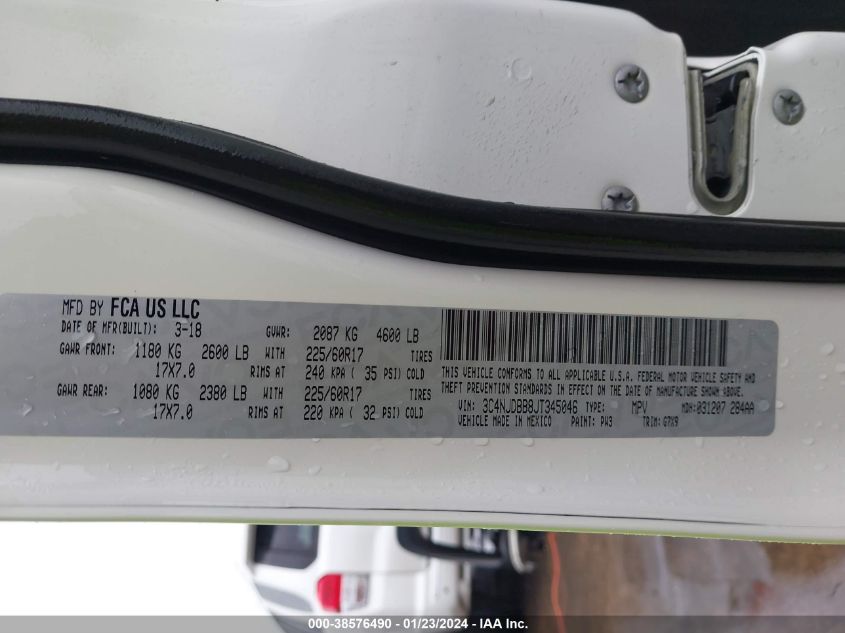 MFD BY FCA US LLC
DATE OF MFR(BUILT): 3-18 GVWR: 2087 KG 4600 LB
GAWR FRONT: 1180 KG 2600 LB WITH 225/60R17 TIRES
17X7.0 RIMS AT 240 KPA ( 35 PSI) COLD
GAWR REAR: 1080 KG 2380 LB WITH 225/60R17 TIRES
17X7.0 RIMS AT 220 KPA ( 32 PSI) COLD
THIS VEHICLE CONFORMS TO ALL APPLICABLE U.S.A. FEDERAL MOTOR VEHICLE SAFETY AND
THEFT PREVENTION STANDARDS IN EFFECT ON THE DATE OF MANUFACTURE SHOWN ABOVE.
VIN: 3C4NJDBB8JT345046 TYPE: MPV MDH: 031207 284AA
VEHICLE MADE IN MEXICO PAINT: PW3 TRIM: G7X9
000-38576490 - 01/23/2024 - IAA Inc.